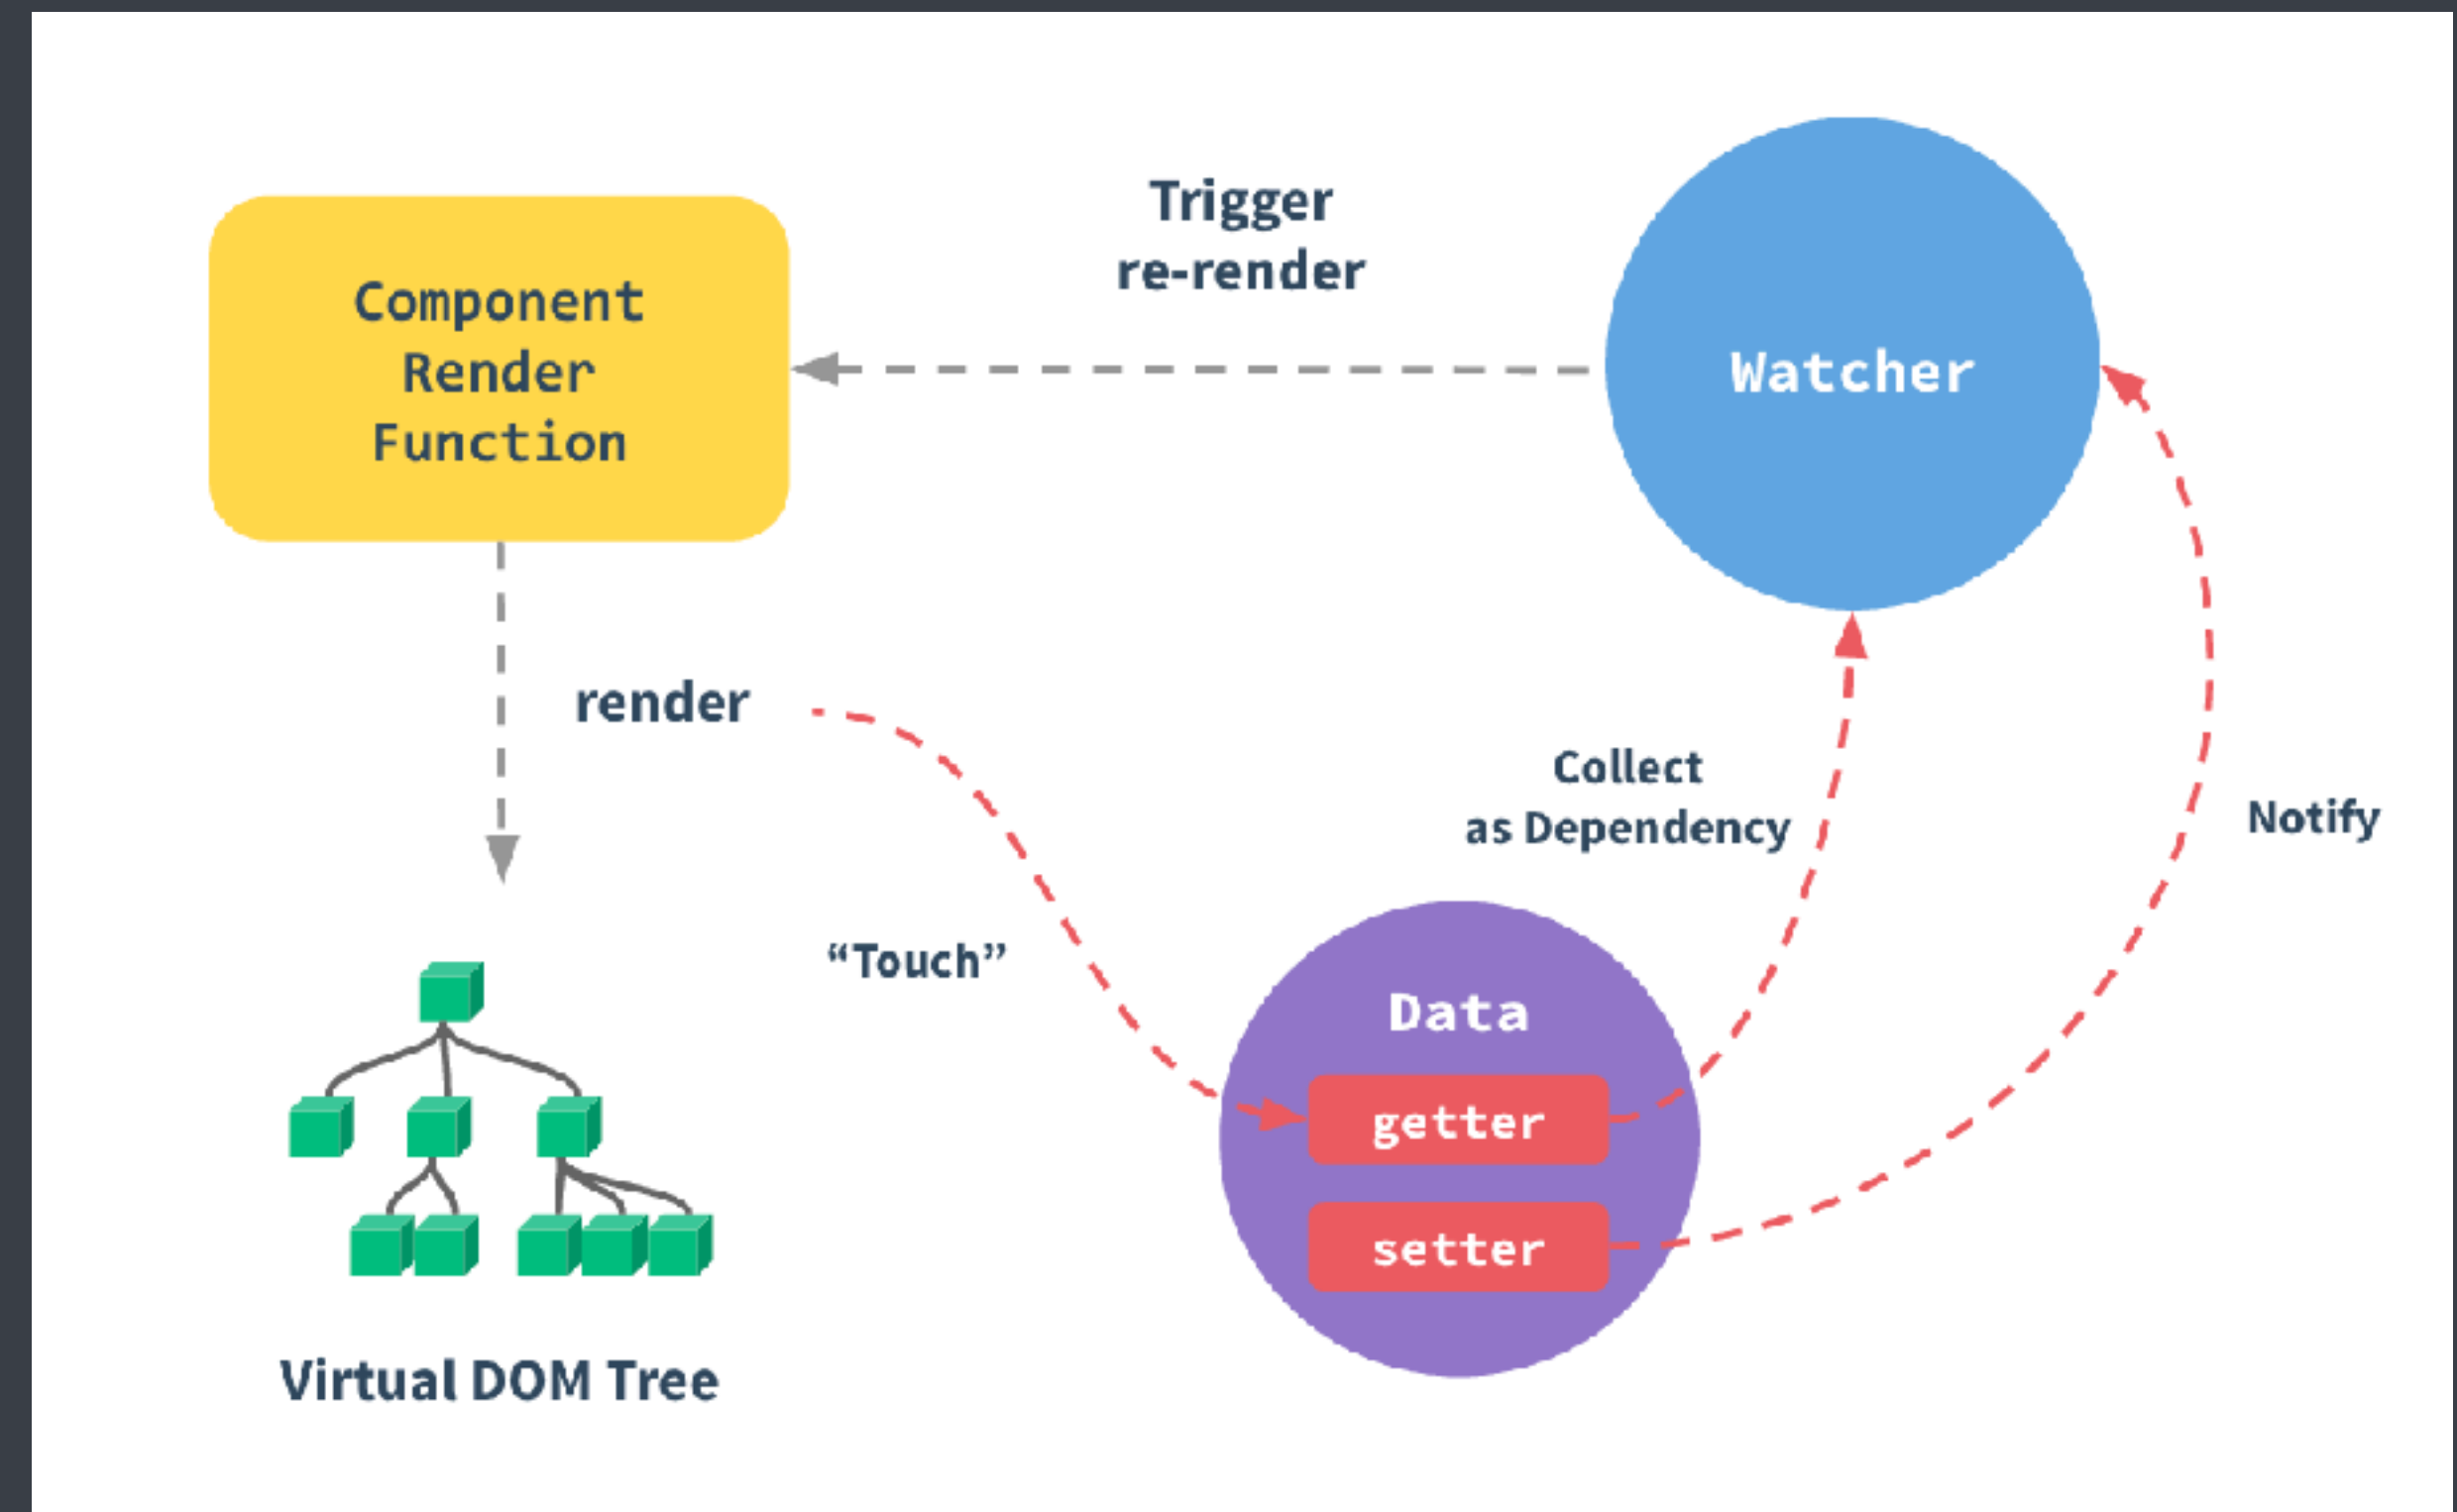 Trigger
re-render
Component
Render
Function
Watcher
render
Collect
as Dependency
Notify
“Touch”
Data
getter
setter
Virtual DOM Tree